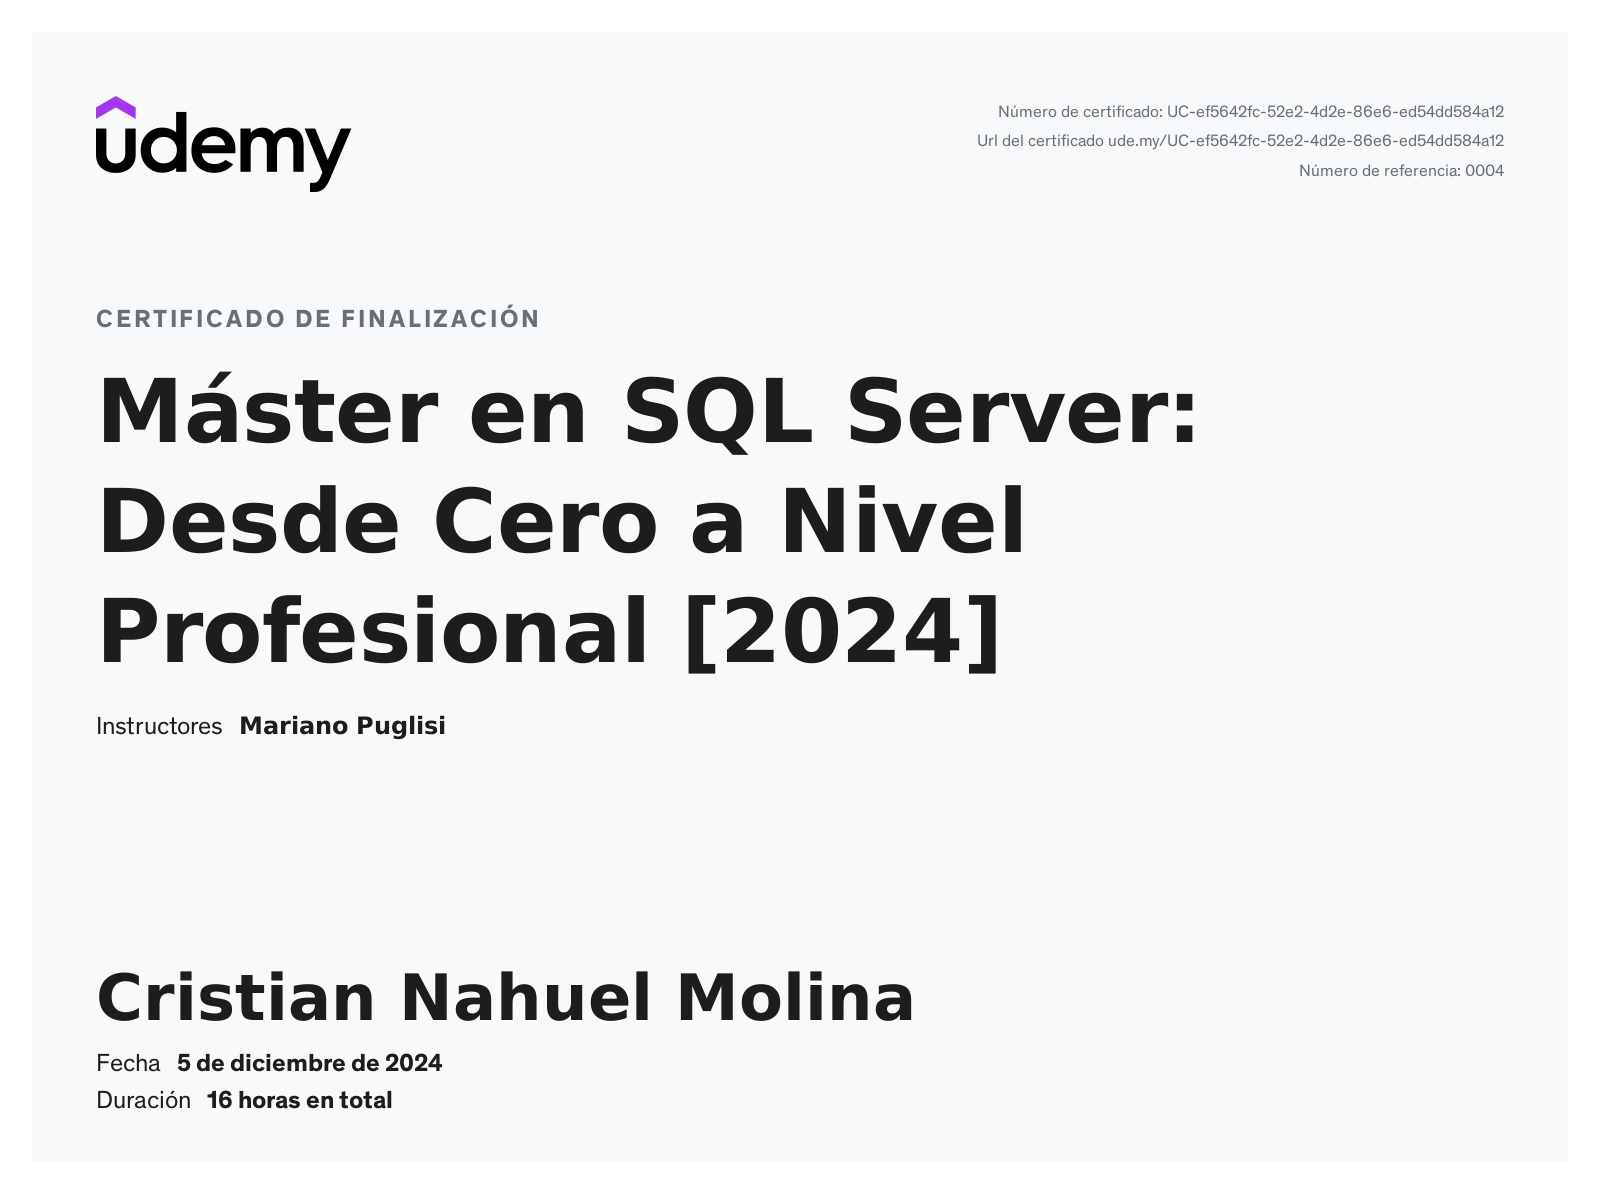 udemy
Número de certificado: UC-ef5642fc-52e2-4d2e-86e6-ed54dd584a12
Url del certificado ude.my/UC-ef5642fc-52e2-4d2e-86e6-ed54dd584a12
Número de referencia: 0004
CERTIFICADO DE FINALIZACIÓN
Máster en SQL Server:
Desde Cero a Nivel
Profesional [2024]
Instructores Mariano Puglisi
Cristian Nahuel Molina
Fecha 5 de diciembre de 2024
Duración 16 horas en total